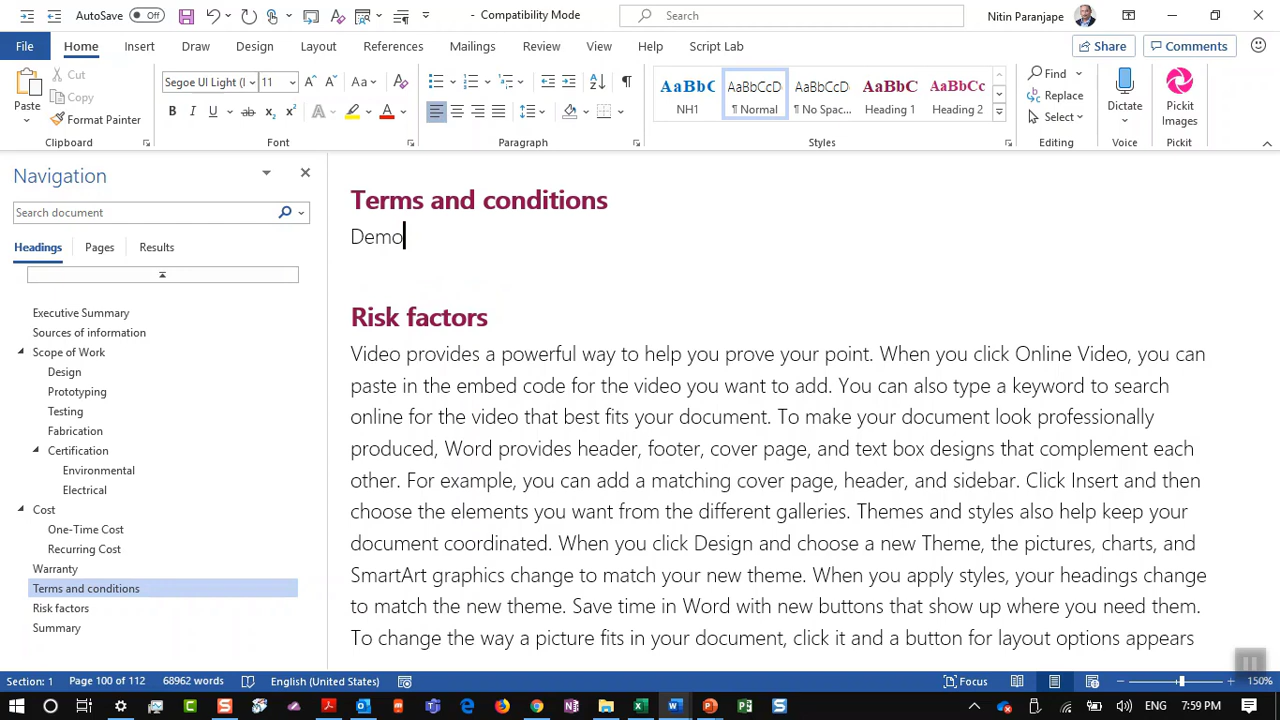 AutoSave Off
- Compatibility Mode
Search
Nitin Paranjape
File Home Insert Draw Design Layout References Mailings Review View Help Script Lab
Share Comments
Paste
Cut
Copy
Format Painter
Segoe UI Light (I 11
AaBbC AaBbCcD AaBbCcD AaBbC AaBbCc
NH1 ¶ Normal ¶ No Spac... Heading 1 Heading 2
Find
Replace
Select
Dictate
Pickit
Images
Clipboard Font Paragraph Styles Editing Voice Pickit
Navigation
Search document
Headings Pages Results
Executive Summary
Sources of information
Scope of Work
Design
Prototyping
Testing
Fabrication
Certification
Environmental
Electrical
Cost
One-Time Cost
Recurring Cost
Warranty
Terms and conditions
Risk factors
Summary
Terms and conditions
Demo
Risk factors
Video provides a powerful way to help you prove your point. When you click Online Video, you can
paste in the embed code for the video you want to add. You can also type a keyword to search
online for the video that best fits your document. To make your document look professionally
produced, Word provides header, footer, cover page, and text box designs that complement each
other. For example, you can add a matching cover page, header, and sidebar. Click Insert and then
choose the elements you want from the different galleries. Themes and styles also help keep your
document coordinated. When you click Design and choose a new Theme, the pictures, charts, and
SmartArt graphics change to match your new theme. When you apply styles, your headings change
to match the new theme. Save time in Word with new buttons that show up where you need them.
To change the way a picture fits in your document, click it and a button for layout options appears
Section: 1 Page 100 of 112 68962 words English (United States) Focus 150%
ENG 7:59 PM